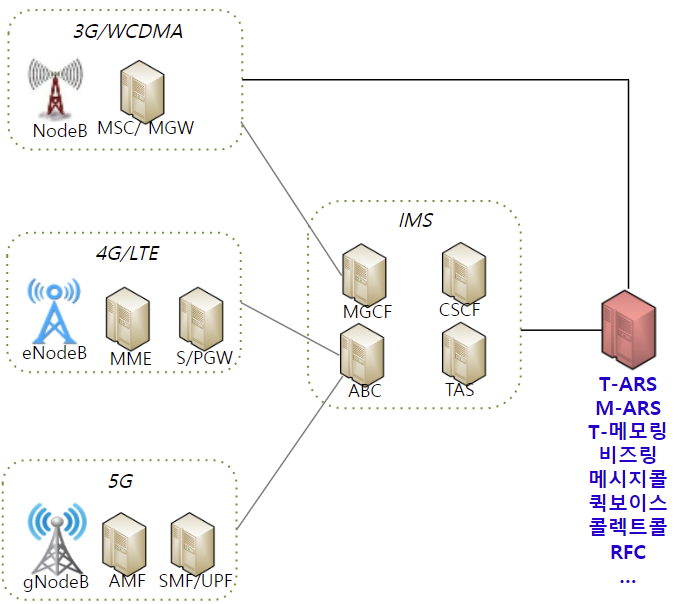 3G/WCDMA
NodeB
MSC/ MGW
4G/LTE
eNodeB
MME
S/PGW
5G
gNodeB
AMF
SMF/UPF
IMS
MGCF
CSCF
ABC
TAS
T-ARS
M-ARS
T-메모링
비즈링
메시지콜
퀵보이스
콜렉트콜
RFC
...